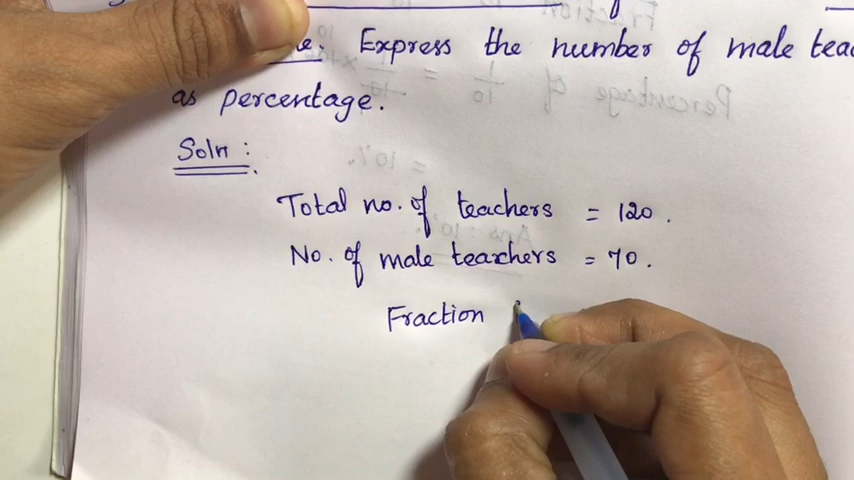 Express the number of male
as percentage.
Soln :
Total no. of teachers = 120.
No. of male teachers = 70.
Fraction